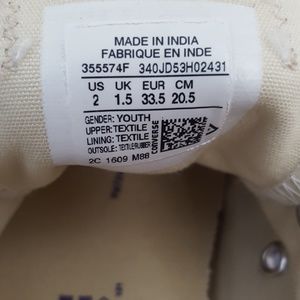 MADE IN INDIA
FABRIQUE EN INDE
355574F 340JD53H02431
US UK EUR CM
2 1.5 33.5 20.5
GENDER: YOUTH
UPPER: TEXTILE
LINING: TEXTILE
OUTSOLE: TEXTILE/RUBBER
2C 1609 M88
CONVERSE